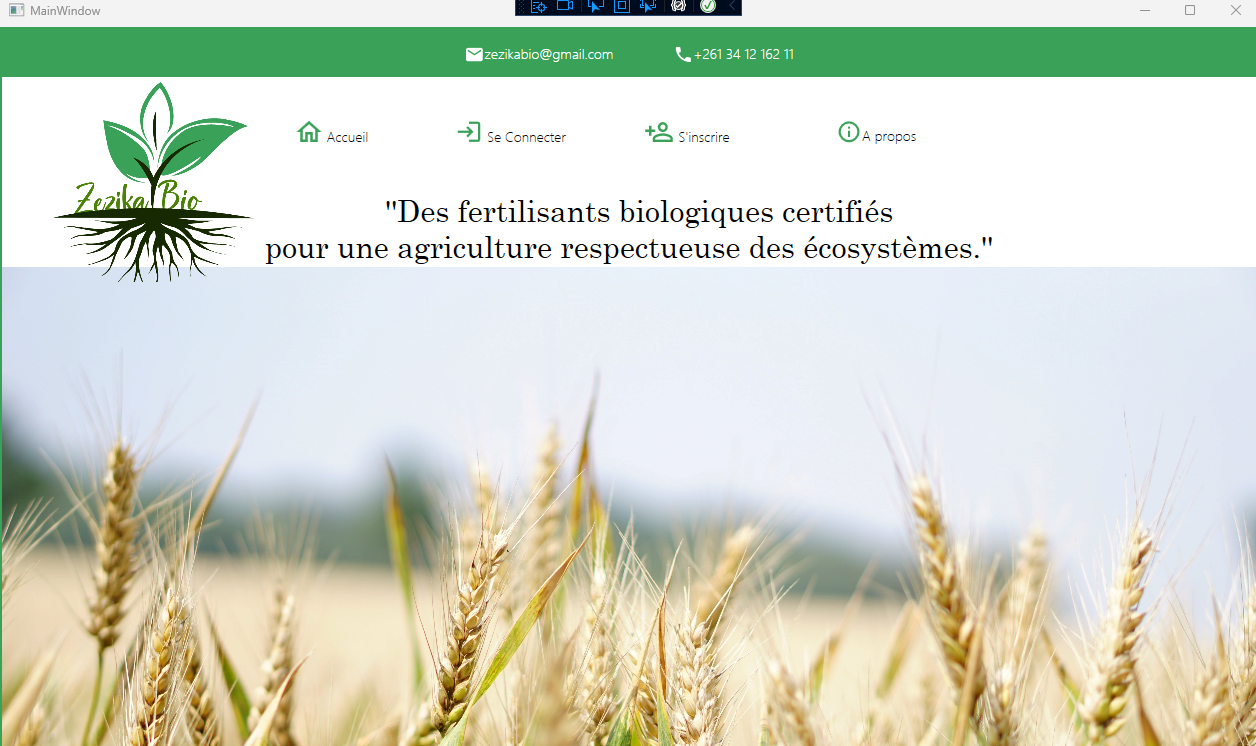 MainWindow
zezikabio@gmail.com
+261 34 12 162 11
Accueil
Se Connecter
S'inscrire
A propos
Zezika Bio
"Des fertilisants biologiques certifiés
pour une agriculture respectueuse des écosystèmes."